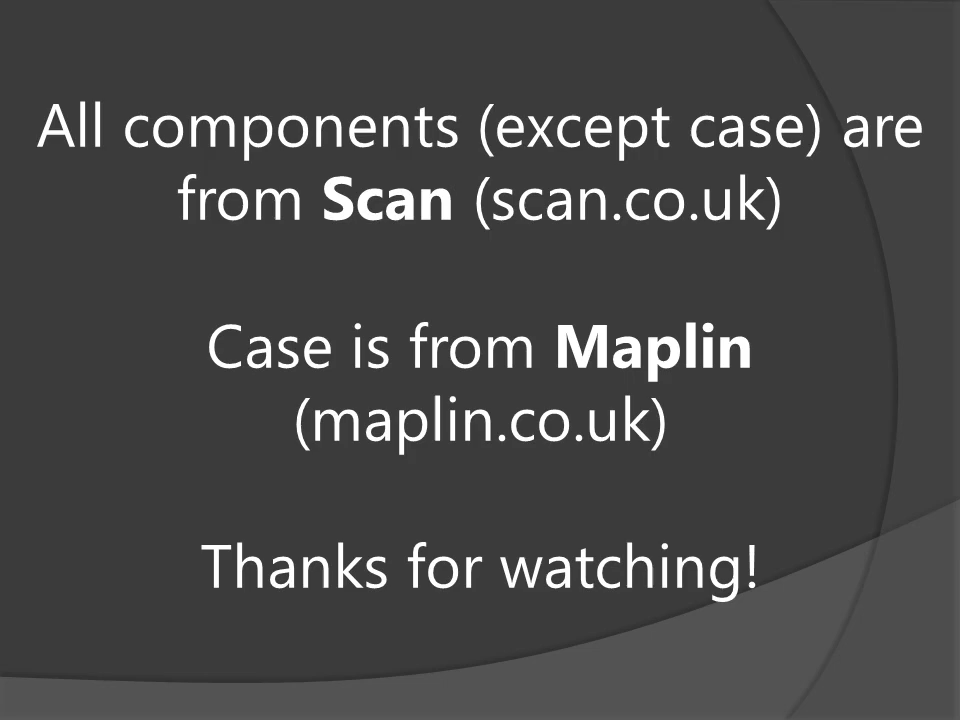 All components (except case) are
from Scan (scan.co.uk)
Case is from Maplin
(maplin.co.uk)
Thanks for watching!